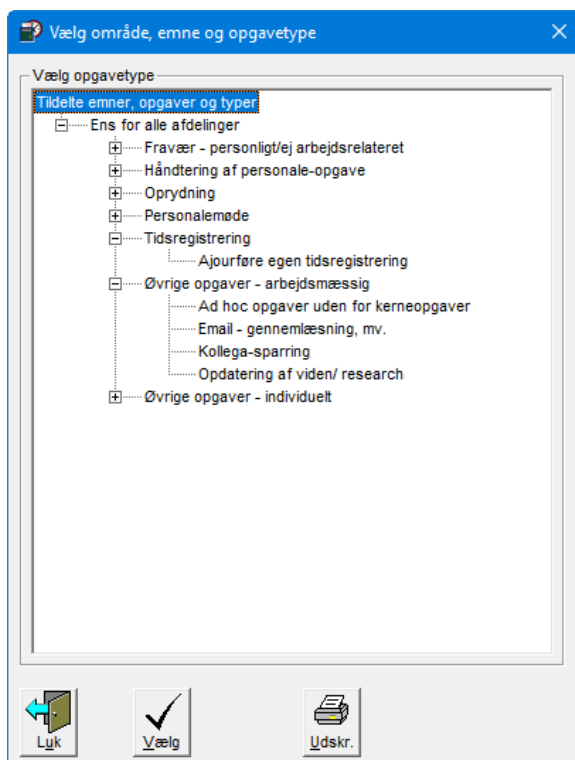 Vælg område, emne og opgavetype
Vælg opgavetype
Tildelte emner, opgaver og typer
Ens for alle afdelinger
Fravær - personligt/ej arbejdsrelateret
Håndtering af personale-opgave
Oprydning
Personalemøde
Tidsregistrering
Ajourføre egen tidsregistrering
Øvrige opgaver - arbejdsmæssig
Ad hoc opgaver uden for kerneopgaver
Email - gennemlæsning, mv.
Kollega-sparring
Opdatering af viden/ research
Øvrige opgaver - individuelt
Luk
Vælg
Udskr.